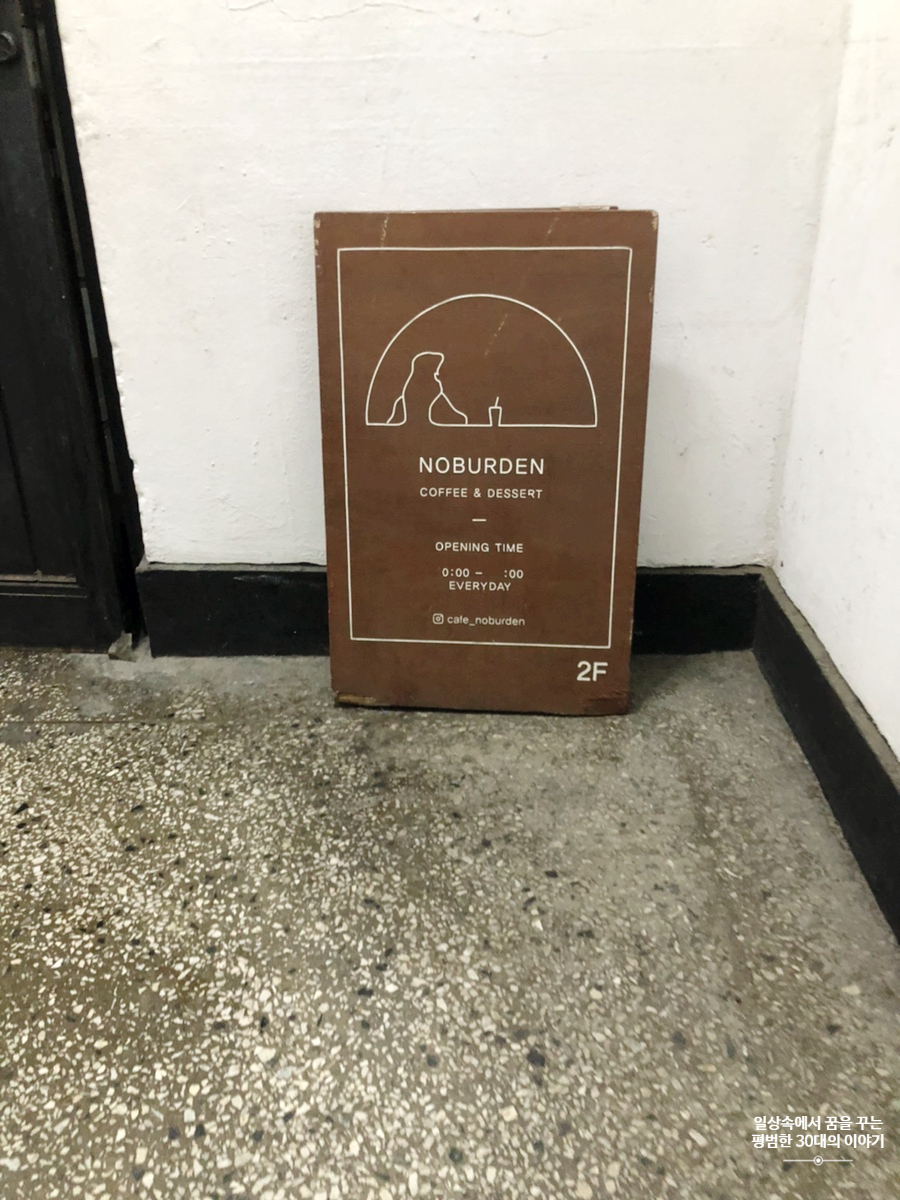 NOBURDEN
COFFEE & DESSERT
—
OPENING TIME
0:00 – :00
EVERYDAY
cafe_noburden
2F
일상속에서 꿈을 꾸는
평범한 30대의 이야기